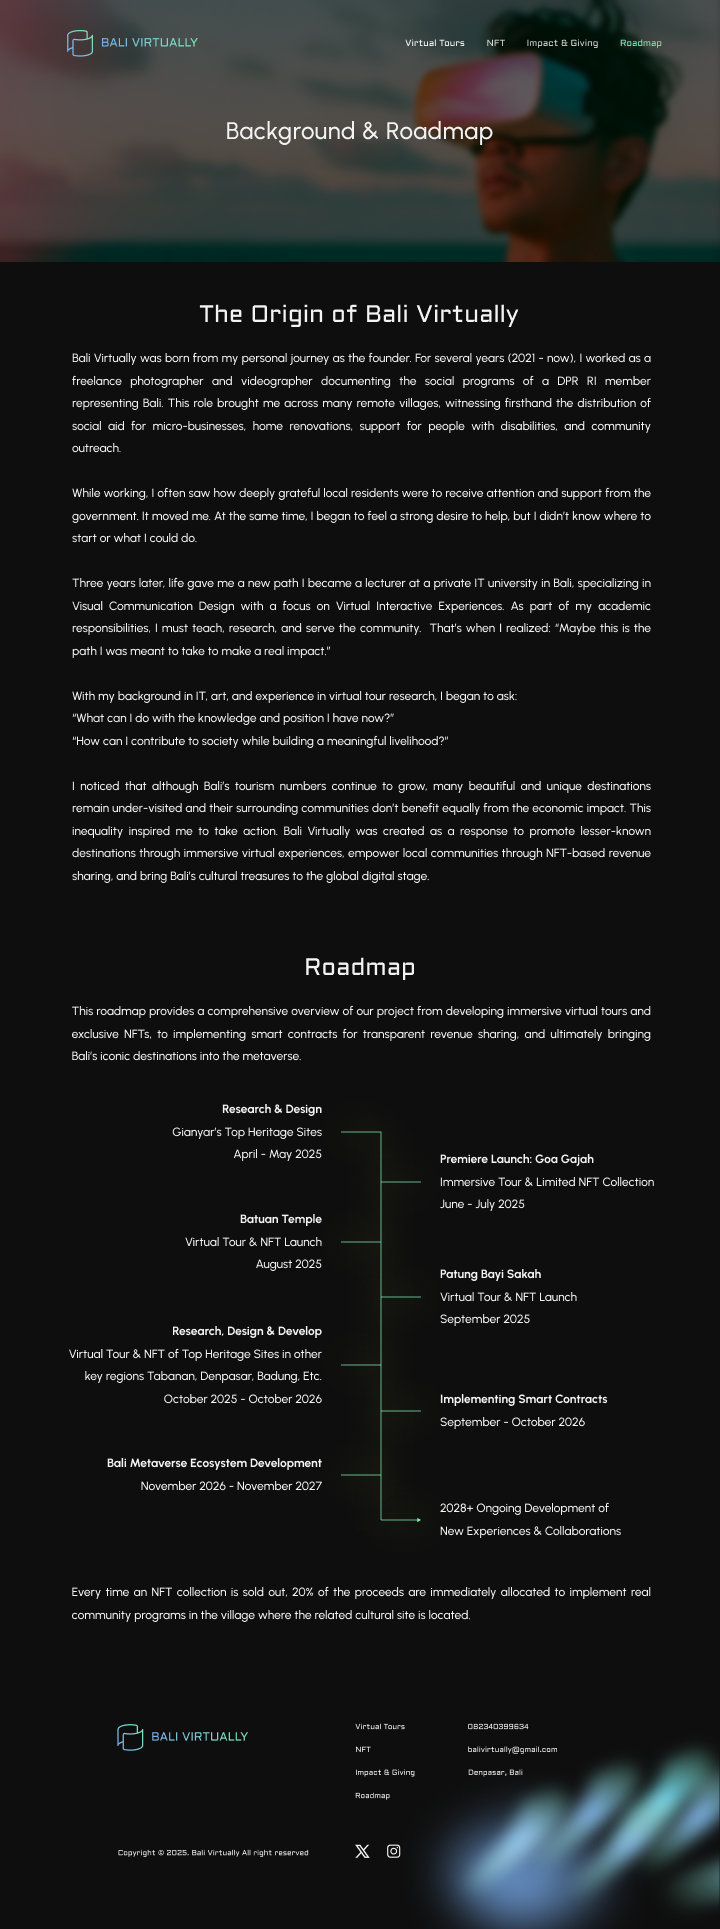 BALI VIRTUALLY
Virtual Tours NFT Impact & Giving Roadmap
Background & Roadmap
The Origin of Bali Virtually
Bali Virtually was born from my personal journey as the founder. For several years (2021 - now), I worked as a
freelance photographer and videographer documenting the social programs of a DPR RI member
representing Bali. This role brought me across many remote villages, witnessing firsthand the distribution of
social aid for micro-businesses, home renovations, support for people with disabilities, and community
outreach.
While working, I often saw how deeply grateful local residents were to receive attention and support from the
government. It moved me. At the same time, I began to feel a strong desire to help, but I didn't know where to
start or what I could do.
Three years later, life gave me a new path I became a lecturer at a private IT university in Bali, specializing in
Visual Communication Design with a focus on Virtual Interactive Experiences. As part of my academic
responsibilities, I must teach, research, and serve the community. That's when I realized: "Maybe this is the
path I was meant to take to make a real impact."
With my background in IT, art, and experience in virtual tour research, I began to ask:
"What can I do with the knowledge and position I have now?"
"How can I contribute to society while building a meaningful livelihood?"
I noticed that although Bali's tourism numbers continue to grow, many beautiful and unique destinations
remain under-visited and their surrounding communities don't benefit equally from the economic impact. This
inequality inspired me to take action. Bali Virtually was created as a response to promote lesser-known
destinations through immersive virtual experiences, empower local communities through NFT-based revenue
sharing, and bring Bali's cultural treasures to the global digital stage.
Roadmap
This roadmap provides a comprehensive overview of our project from developing immersive virtual tours and
exclusive NFTs, to implementing smart contracts for transparent revenue sharing, and ultimately bringing
Bali's iconic destinations into the metaverse.
Research & Design
Gianyar's Top Heritage Sites
April - May 2025
Premiere Launch: Goa Gajah
Immersive Tour & Limited NFT Collection
June - July 2025
Batuan Temple
Virtual Tour & NFT Launch
August 2025
Patung Bayi Sakah
Virtual Tour & NFT Launch
September 2025
Research, Design & Develop
Virtual Tour & NFT of Top Heritage Sites in other
key regions Tabanan, Denpasar, Badung, Etc.
October 2025 - October 2026
Implementing Smart Contracts
September - October 2026
Bali Metaverse Ecosystem Development
November 2026 - November 2027
2028+ Ongoing Development of
New Experiences & Collaborations
Every time an NFT collection is sold out, 20% of the proceeds are immediately allocated to implement real
community programs in the village where the related cultural site is located.
BALI VIRTUALLY
Virtual Tours
NFT
Impact & Giving
Roadmap
082340399634
balivirtually@gmail.com
Denpasar, Bali
Copyright © 2025. Bali Virtually All right reserved